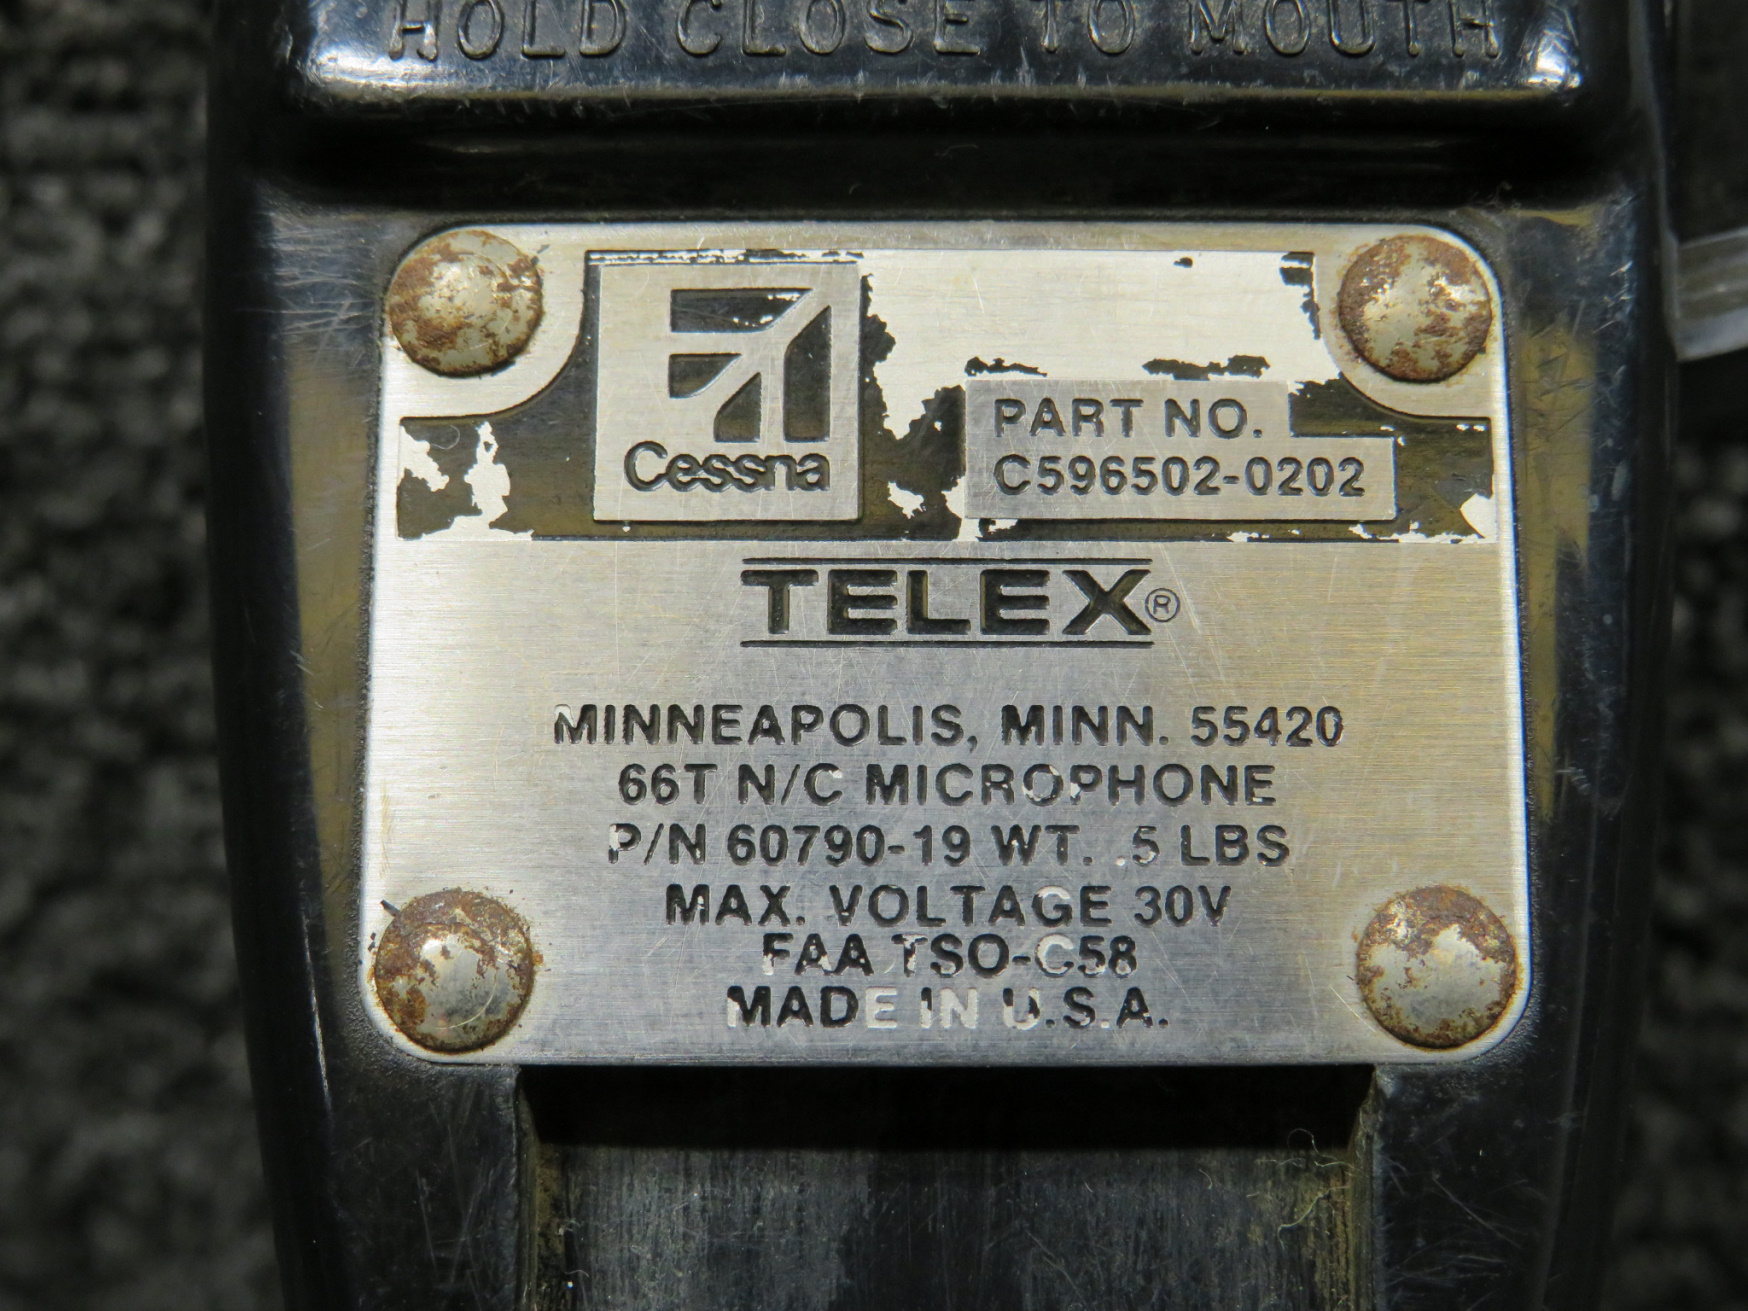 HOLD CLOSE TO MOUTH
Cessna
PART NO.
C596502-0202
TELEX®
MINNEAPOLIS, MINN. 55420
66T N/C MICROPHONE
P/N 60790-19 WT. .5 LBS
MAX. VOLTAGE 30V
FAA TSO-C58
MADE IN U.S.A.